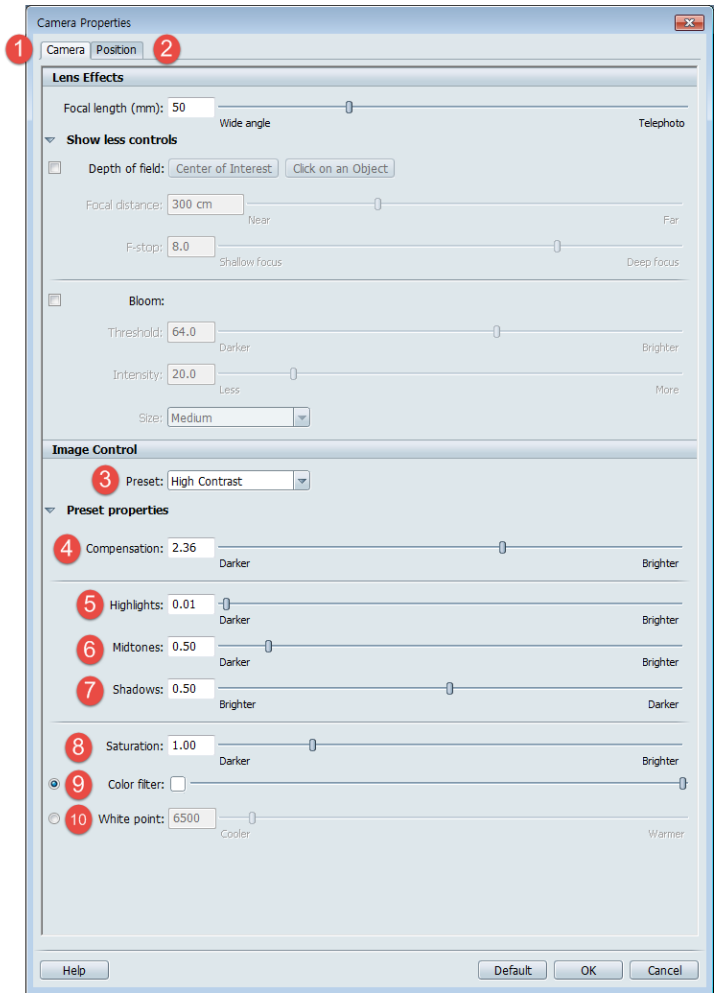 Camera Properties
1 Camera Position 2
Lens Effects
Focal length (mm): 50
Wide angle Telephoto
Show less controls
Depth of field: Center of Interest Click on an Object
Focal distance: 300 cm
Near Far
F-stop: 8.0
Shallow focus Deep focus
Bloom:
Threshold: 64.0
Darker Brighter
Intensity: 20.0
Less More
Size: Medium
Image Control
3 Preset: High Contrast
Preset properties
4 Compensation: 2.36
Darker Brighter
5 Highlights: 0.01
Darker Brighter
6 Midtones: 0.50
Darker Brighter
7 Shadows: 0.50
Brighter Darker
8 Saturation: 1.00
Darker Brighter
9 Color filter:
10 White point: 6500
Cooler Warmer
Help Default OK Cancel